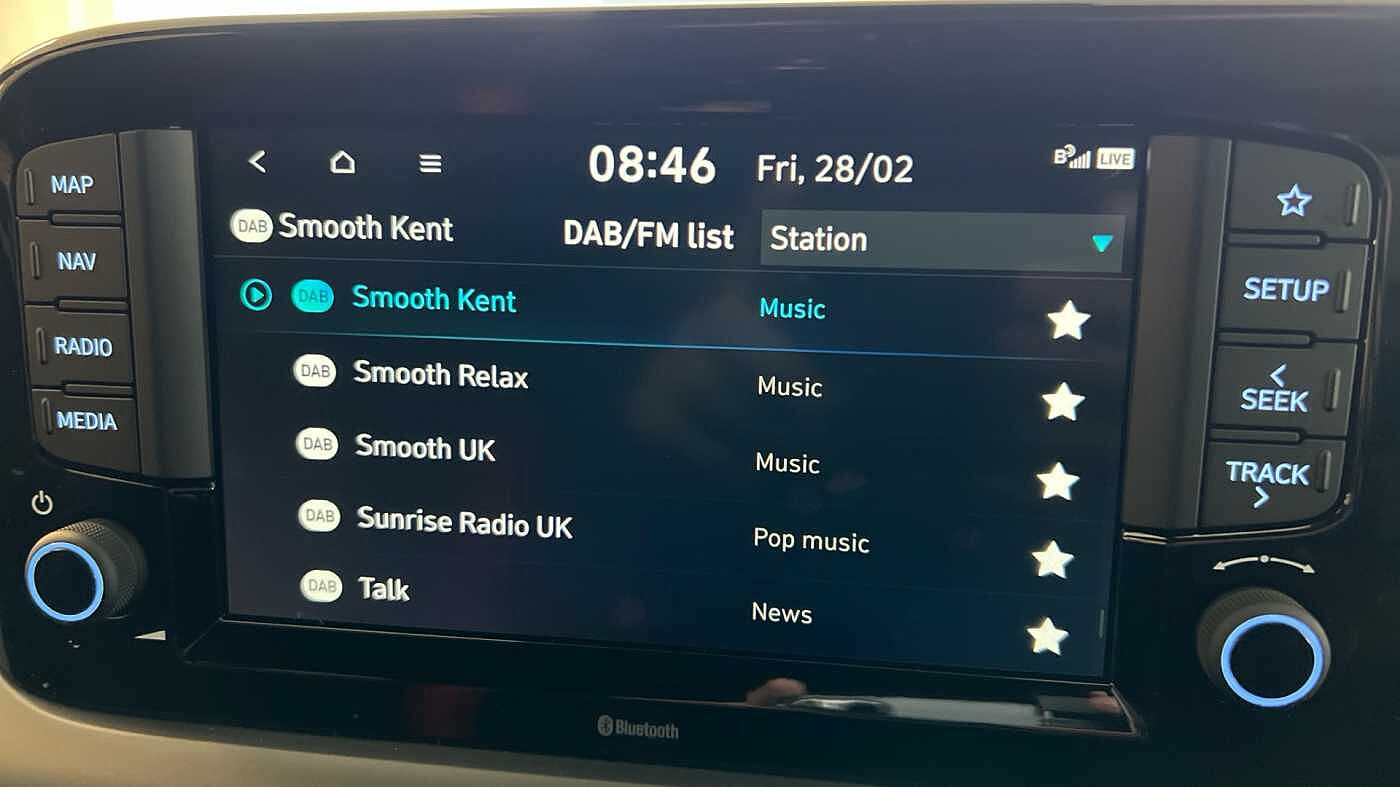 08:46 Fri, 28/02 B LIVE
DAB Smooth Kent DAB/FM list Station
DAB Smooth Kent Music
DAB Smooth Relax Music
DAB Smooth UK Music
DAB Sunrise Radio UK Pop music
DAB Talk News
MAP
NAV
RADIO
MEDIA
SETUP
< SEEK
TRACK >
Bluetooth